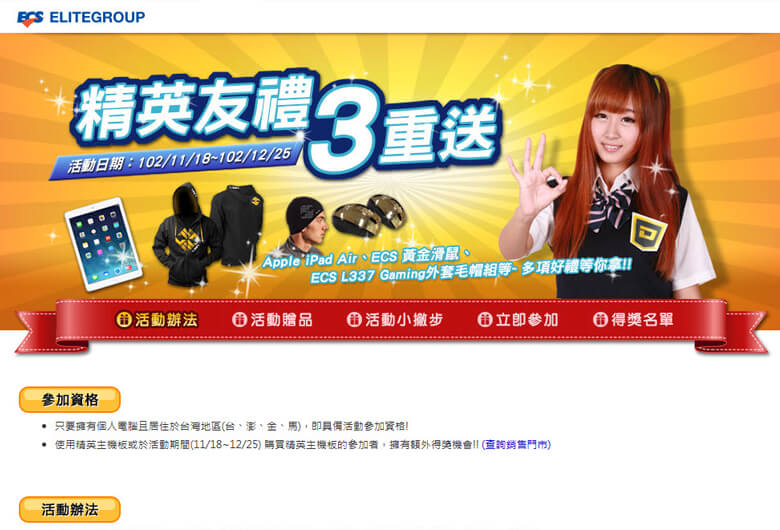 ECS ELITEGROUP
精英友禮3重送
活動日期：102/11/18~102/12/25
Apple iPad Air、ECS 黃金滑鼠、
ECS L337 Gaming外套毛帽組等- 多項好禮等你拿!!
活動辦法
活動贈品
活動小撇步
立即參加
得獎名單
參加資格
只要擁有個人電腦且居住於台灣地區(台、澎、金、馬)，即具備活動參加資格!
使用精英主機板或於活動期間(11/18~12/25) 購買精英主機板的參加者，擁有額外得獎機會!! (查詢銷售門市)
活動辦法